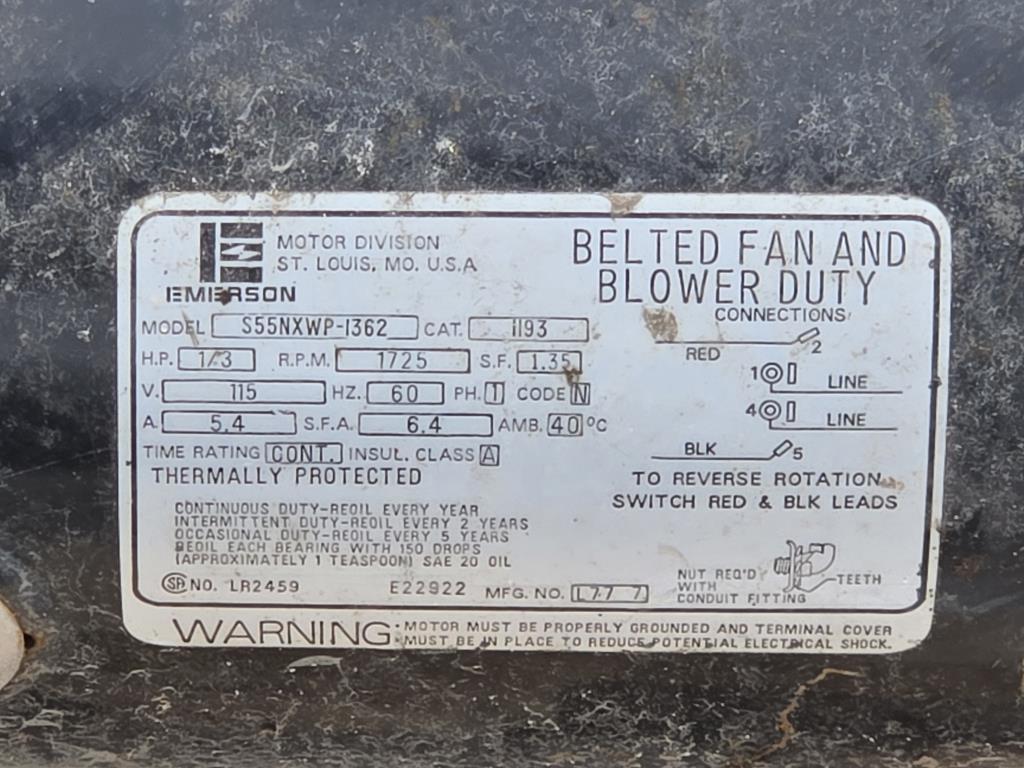 MOTOR DIVISION
ST. LOUIS, MO. U.S.A
EMERSON
BELTED FAN AND
BLOWER DUTY
MODEL S55NXWP-1362 CAT. 1193
H.P. 1/3 R.P.M. 1725 S.F. 1.35
V. 115 HZ. 60 PH. 1 CODE N
A. 5.4 S.F.A. 6.4 AMB. 40 °C
TIME RATING CONT. INSUL. CLASS A
THERMALLY PROTECTED
CONTINUOUS DUTY-REOIL EVERY YEAR
INTERMITTENT DUTY-REOIL EVERY 2 YEARS
OCCASIONAL DUTY-REOIL EVERY 5 YEARS
REOIL EACH BEARING WITH 150 DROPS
(APPROXIMATELY 1 TEASPOON) SAE 20 OIL
SA NO. LR2459 E22922 MFG. NO. L77 7
CONNECTIONS
RED 2
1 LINE
4 LINE
BLK 5
TO REVERSE ROTATION
SWITCH RED & BLK LEADS
NUT REQ'D
WITH
CONDUIT FITTING
TEETH
WARNING: MOTOR MUST BE PROPERLY GROUNDED AND TERMINAL COVER
MUST BE IN PLACE TO REDUCE POTENTIAL ELECTRICAL SHOCK.